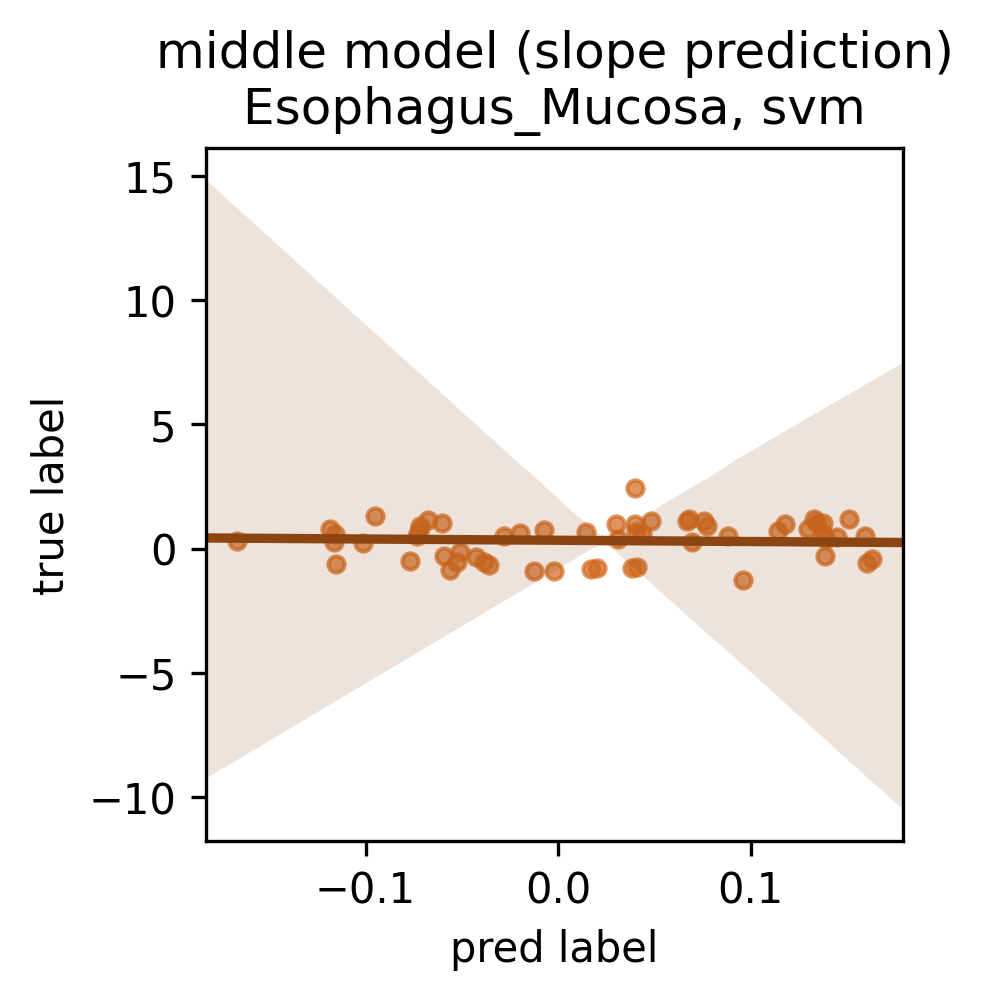 middle model (slope prediction)
Esophagus_Mucosa, svm
15
10
5
0
−5
−10
true label
−0.1
0.0
0.1
pred label